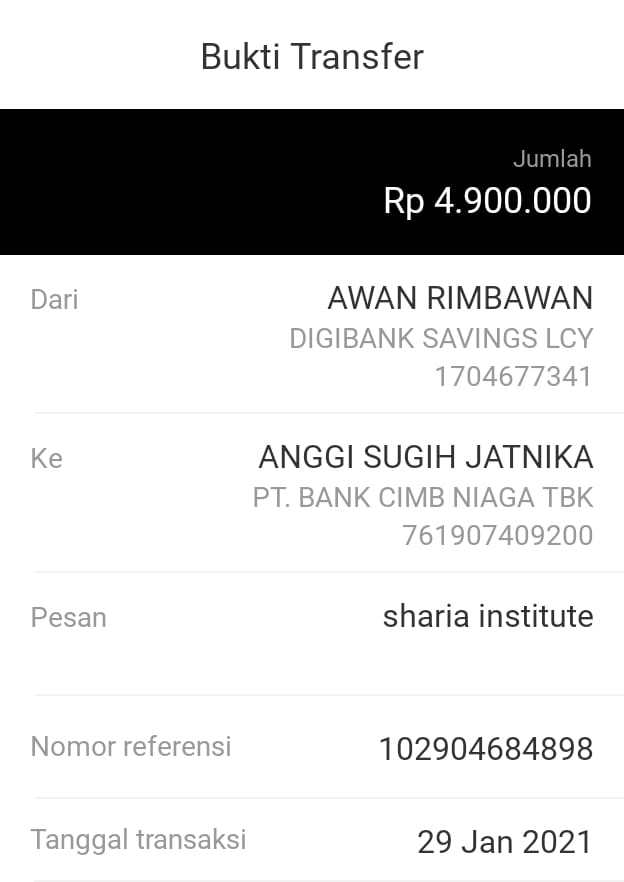 Bukti Transfer
Jumlah
Rp 4.900.000
Dari
AWAN RIMBAWAN
DIGIBANK SAVINGS LCY
1704677341
Ke
ANGGI SUGIH JATNIKA
PT. BANK CIMB NIAGA TBK
761907409200
Pesan
sharia institute
Nomor referensi
102904684898
Tanggal transaksi
29 Jan 2021